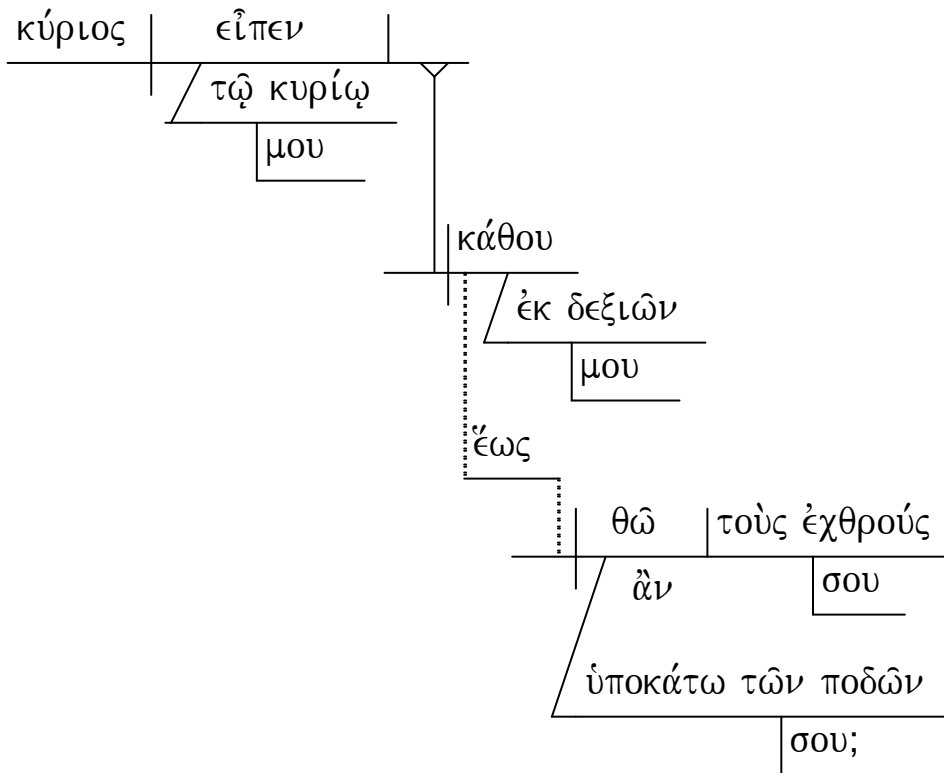 κύριος εἶπεν
τῷ κυρίῳ
μου
κάθου
ἐκ δεξιῶν
μου
ἕως
θῶ τοὺς ἐχθρούς
ἂν σου
ὑποκάτω τῶν ποδῶν
σου;